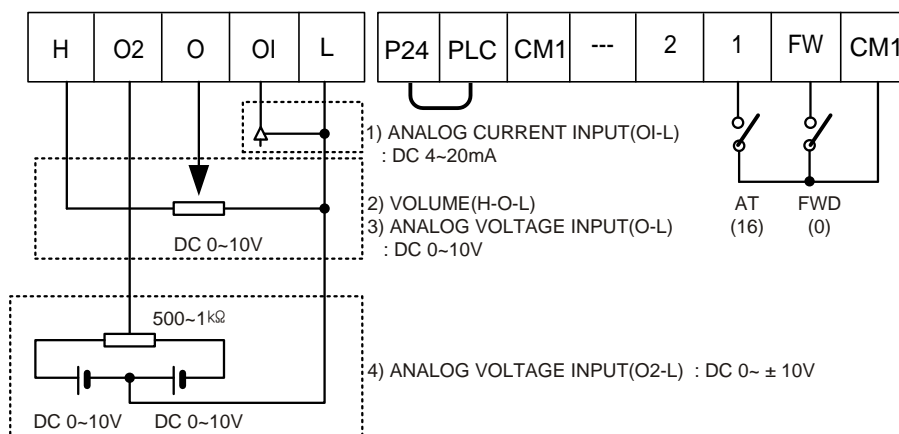 H O2 O OI L P24 PLC CM1 --- 2 1 FW CM1
1) ANALOG CURRENT INPUT(OI-L)
: DC 4~20mA
2) VOLUME(H-O-L)
3) ANALOG VOLTAGE INPUT(O-L)
: DC 0~10V
DC 0~10V
AT FWD
(16) (0)
500~1㏀
4) ANALOG VOLTAGE INPUT(O2-L) : DC 0~ ± 10V
DC 0~10V DC 0~10V